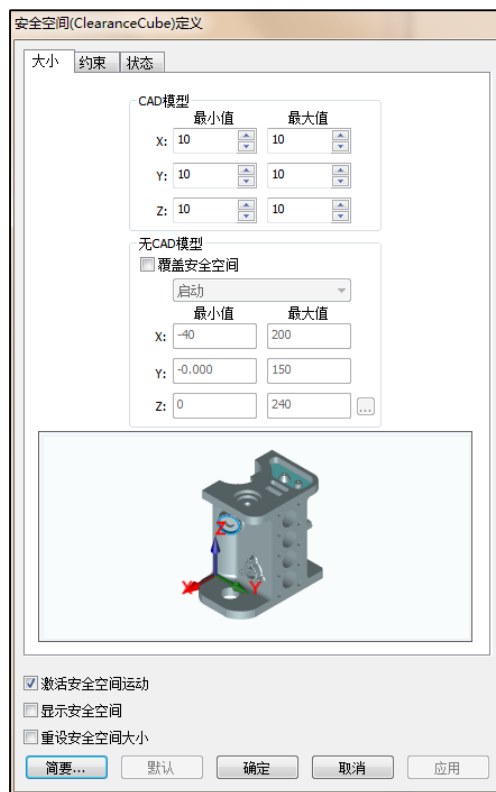 安全空间(ClearanceCube)定义
大小 约束 状态
CAD模型
最小值 最大值
X: 10 10
Y: 10 10
Z: 10 10
无CAD模型
覆盖安全空间
启动
最小值 最大值
X: -40 200
Y: -0.000 150
Z: 0 240 ...
Z
X Y
激活安全空间运动
显示安全空间
重设安全空间大小
简要... 默认 确定 取消 应用